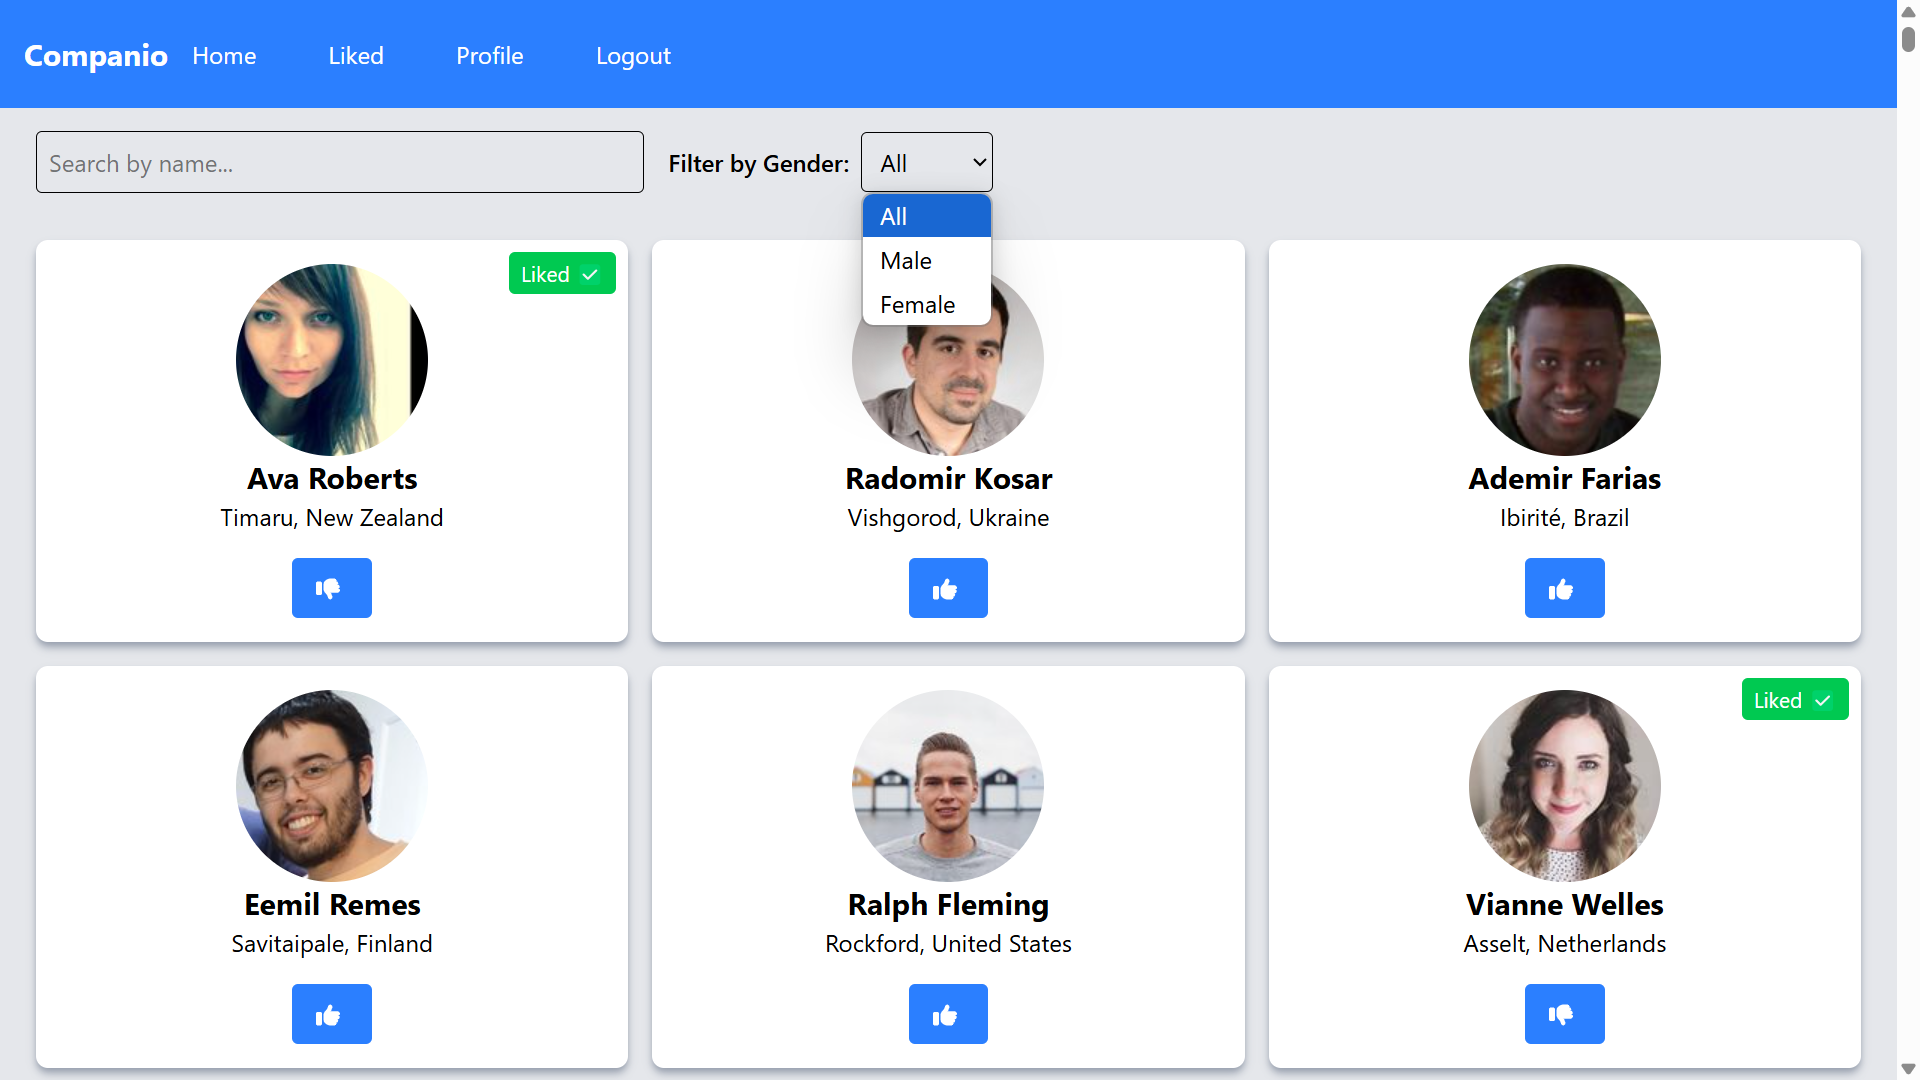 Companio Home Liked Profile Logout
Search by name... Filter by Gender: All
All
Male
Female
Liked
Ava Roberts
Timaru, New Zealand
Radomir Kosar
Vishgorod, Ukraine
Ademir Farias
Ibirité, Brazil
Eemil Remes
Savitaipale, Finland
Ralph Fleming
Rockford, United States
Liked
Vianne Welles
Asselt, Netherlands